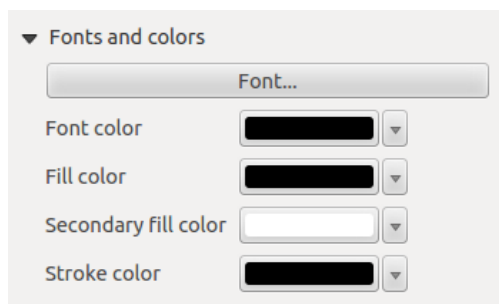 Fonts and colors
Font...
Font color
Fill color
Secondary fill color
Stroke color